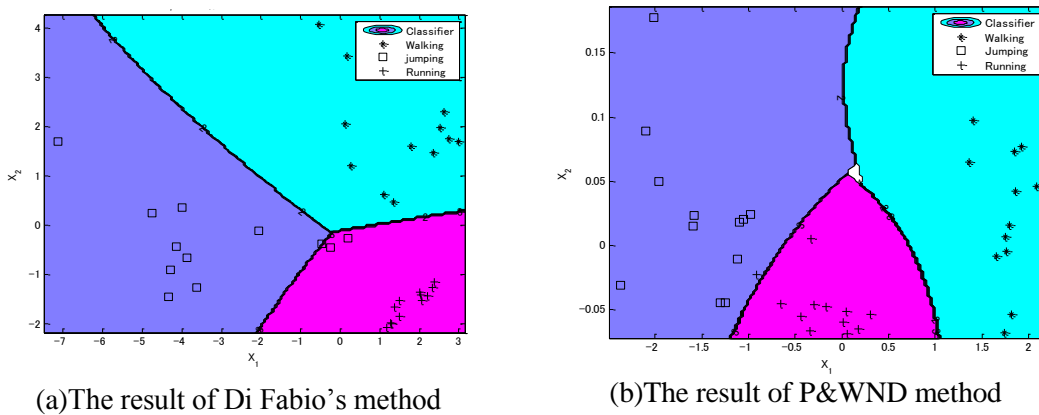 4
3
2
1
0
-1
-2
X2
-7 -6 -5 -4 -3 -2 -1 0 1 2 3
X1
Classifier
Walking
jumping
Running
(a)The result of Di Fabio's method
0.15
0.1
0.05
0
-0.05
X2
-2 -1.5 -1 -0.5 0 0.5 1 1.5 2
X1
Classifier
Walking
Jumping
Running
(b)The result of P&WND method